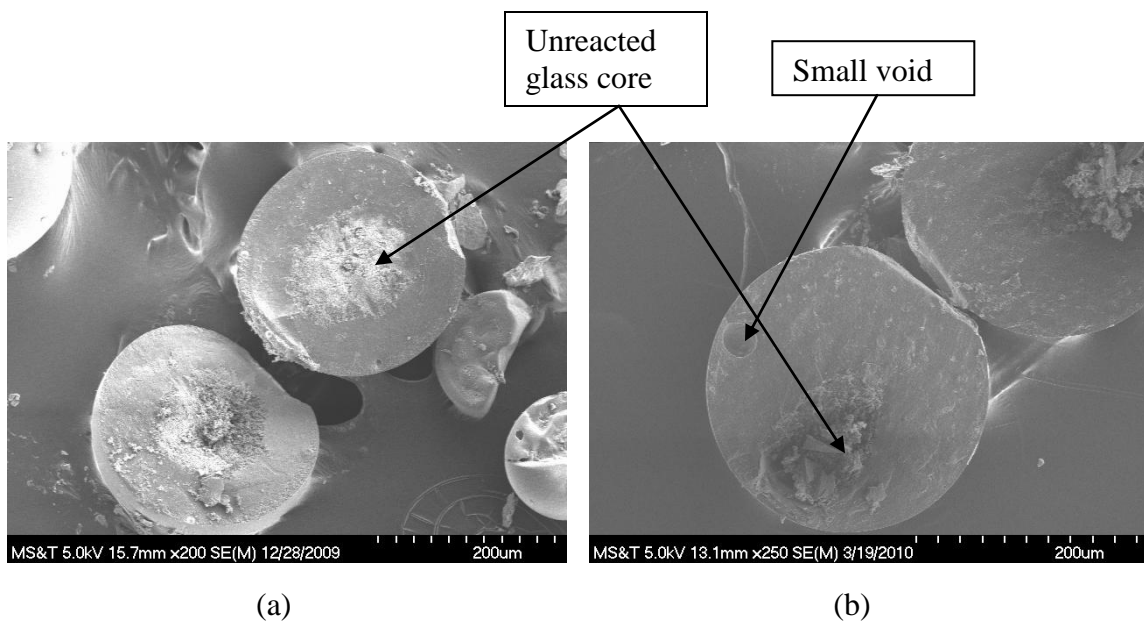 Unreacted
glass core
Small void
MS&T 5.0kV 15.7mm x200 SE(M) 12/28/2009
200um
MS&T 5.0kV 13.1mm x250 SE(M) 3/19/2010
200um
(a)
(b)